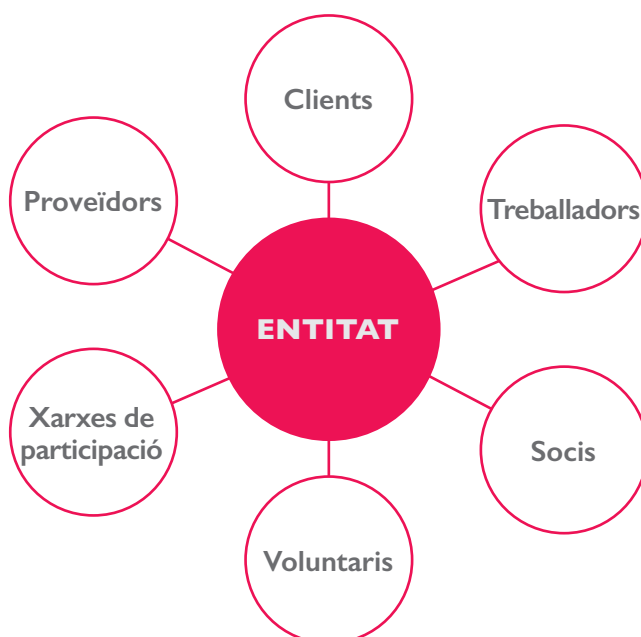 Clients
Proveïdors
Treballadors
ENTITAT
Xarxes de
participació
Socis
Voluntaris